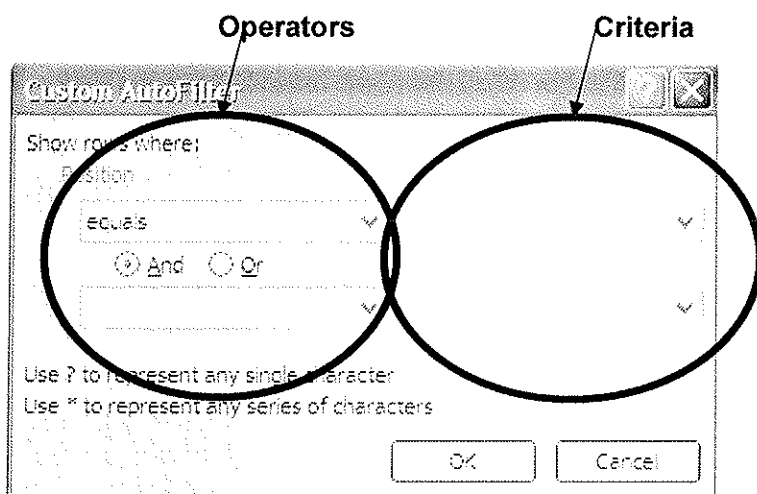 Operators Criteria
Custom AutoFilter
Show rows where:
Position
equals
And Or
Use ? to represent any single character
Use * to represent any series of characters
OK Cancel